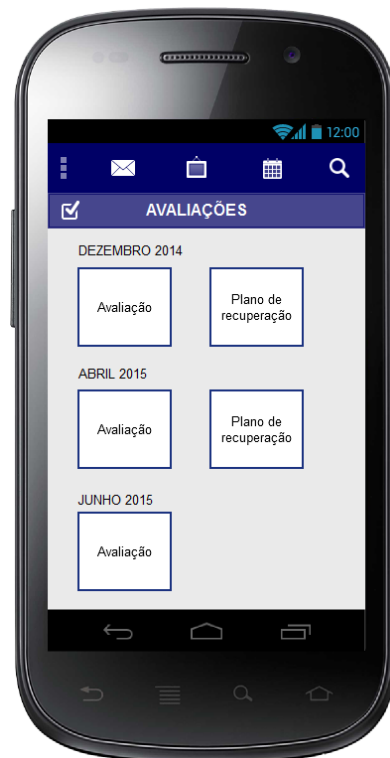 12:00
AVALIAÇÕES
DEZEMBRO 2014
Avaliação
Plano de
recuperação
ABRIL 2015
Avaliação
Plano de
recuperação
JUNHO 2015
Avaliação